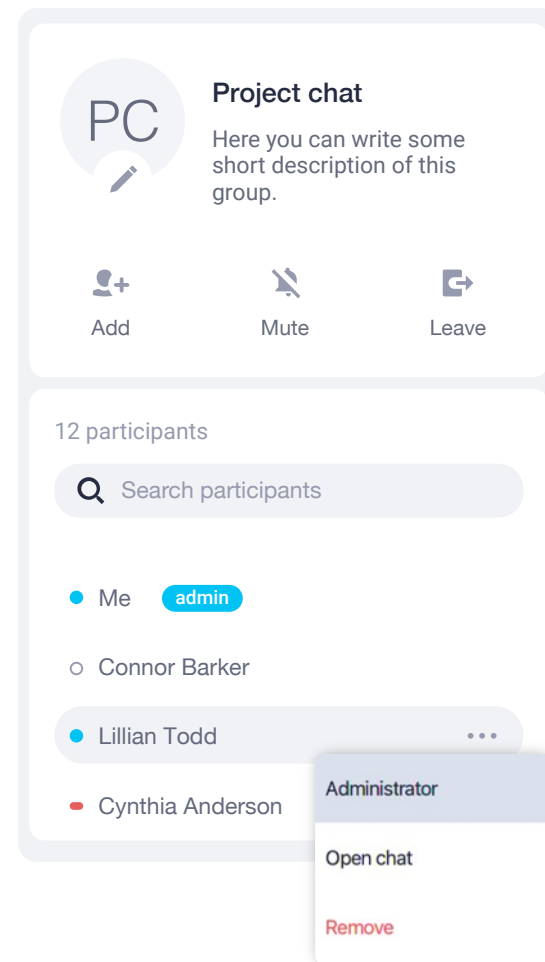 PC
Project chat
Here you can write some
short description of this
group.
Add
Mute
Leave
12 participants
Search participants
Me admin
Connor Barker
Lillian Todd
Cynthia Anderson
Administrator
Open chat
Remove